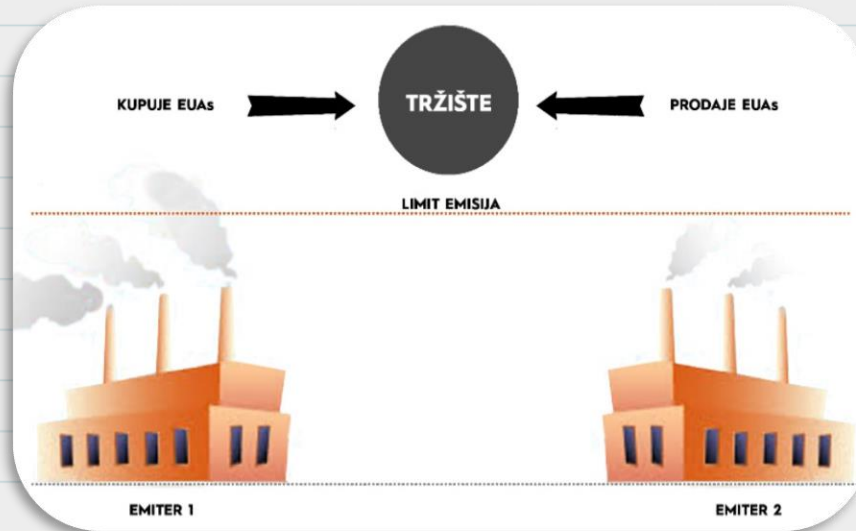 KUPUJE EUAs
TRŽIŠTE
PRODAJE EUAs
LIMIT EMISIJA
EMITER 1
EMITER 2